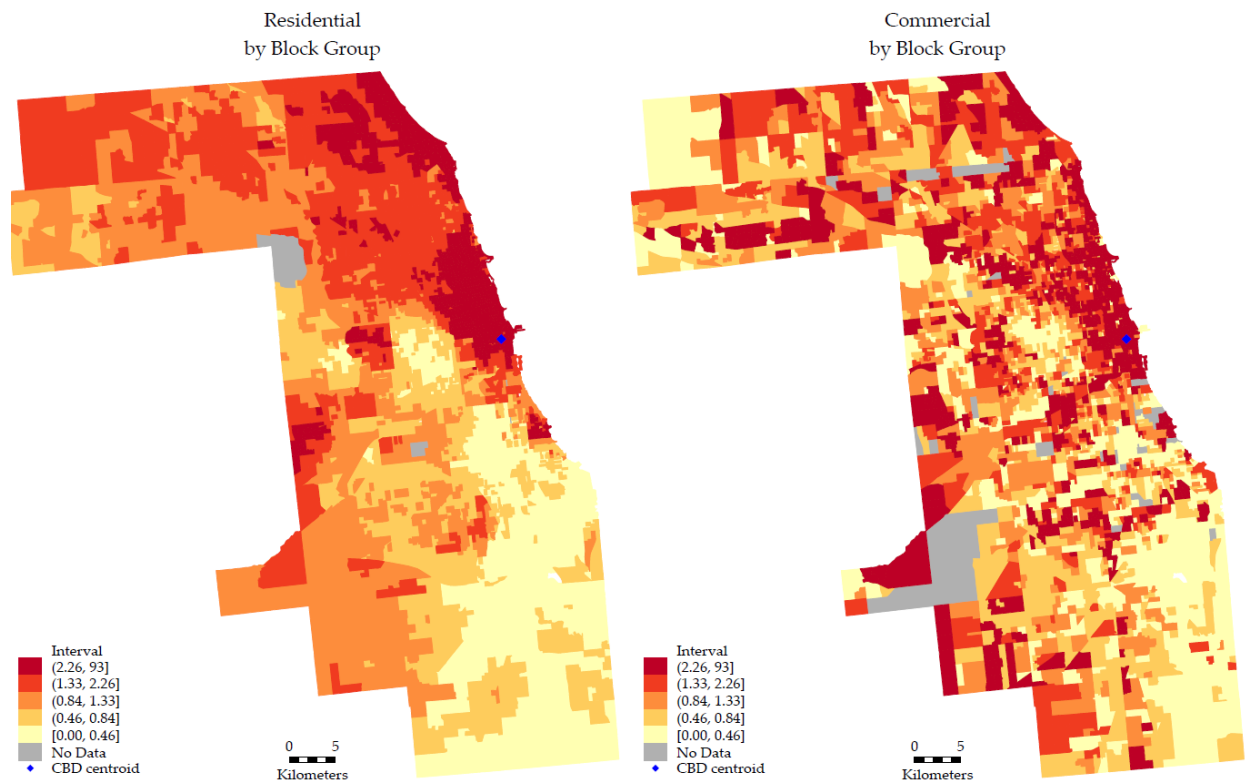 Residential
by Block Group
Commercial
by Block Group
Interval
(2.26, 93]
(1.33, 2.26]
(0.84, 1.33]
(0.46, 0.84]
[0.00, 0.46]
No Data
CBD centroid
0 5
Kilometers
Interval
(2.26, 93]
(1.33, 2.26]
(0.84, 1.33]
(0.46, 0.84]
[0.00, 0.46]
No Data
CBD centroid
0 5
Kilometers